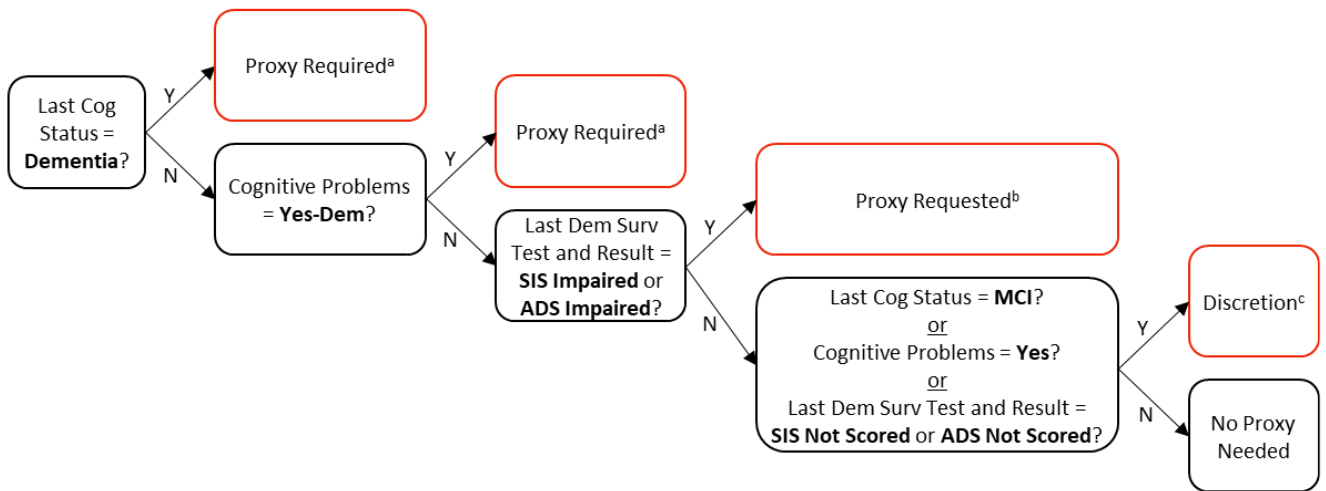 Proxy Requiredᵃ
Y
Last Cog
Status =
Dementia?
N
Proxy Requiredᵃ
Y
Cognitive Problems
= Yes-Dem?
N
Proxy Requestedᵇ
Y
Last Dem Surv
Test and Result =
SIS Impaired or
ADS Impaired?
N
Last Cog Status = MCI?
or
Cognitive Problems = Yes?
or
Last Dem Surv Test and Result =
SIS Not Scored or ADS Not Scored?
Y
Discretionᶜ
N
No Proxy
Needed